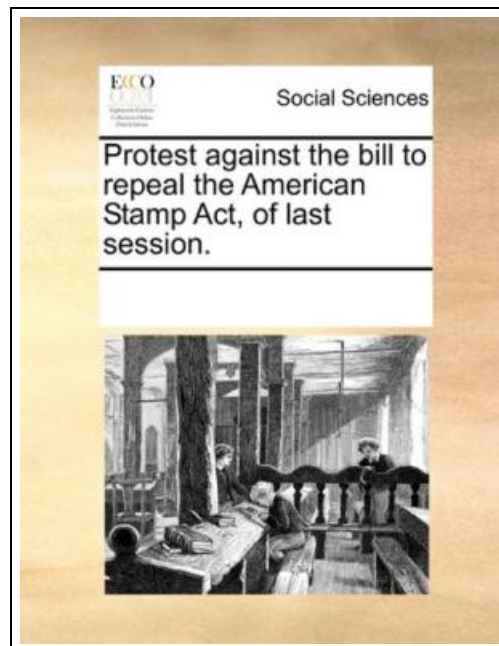 ECCO
Social Sciences
Protest against the bill to
repeal the American
Stamp Act, of last
session.